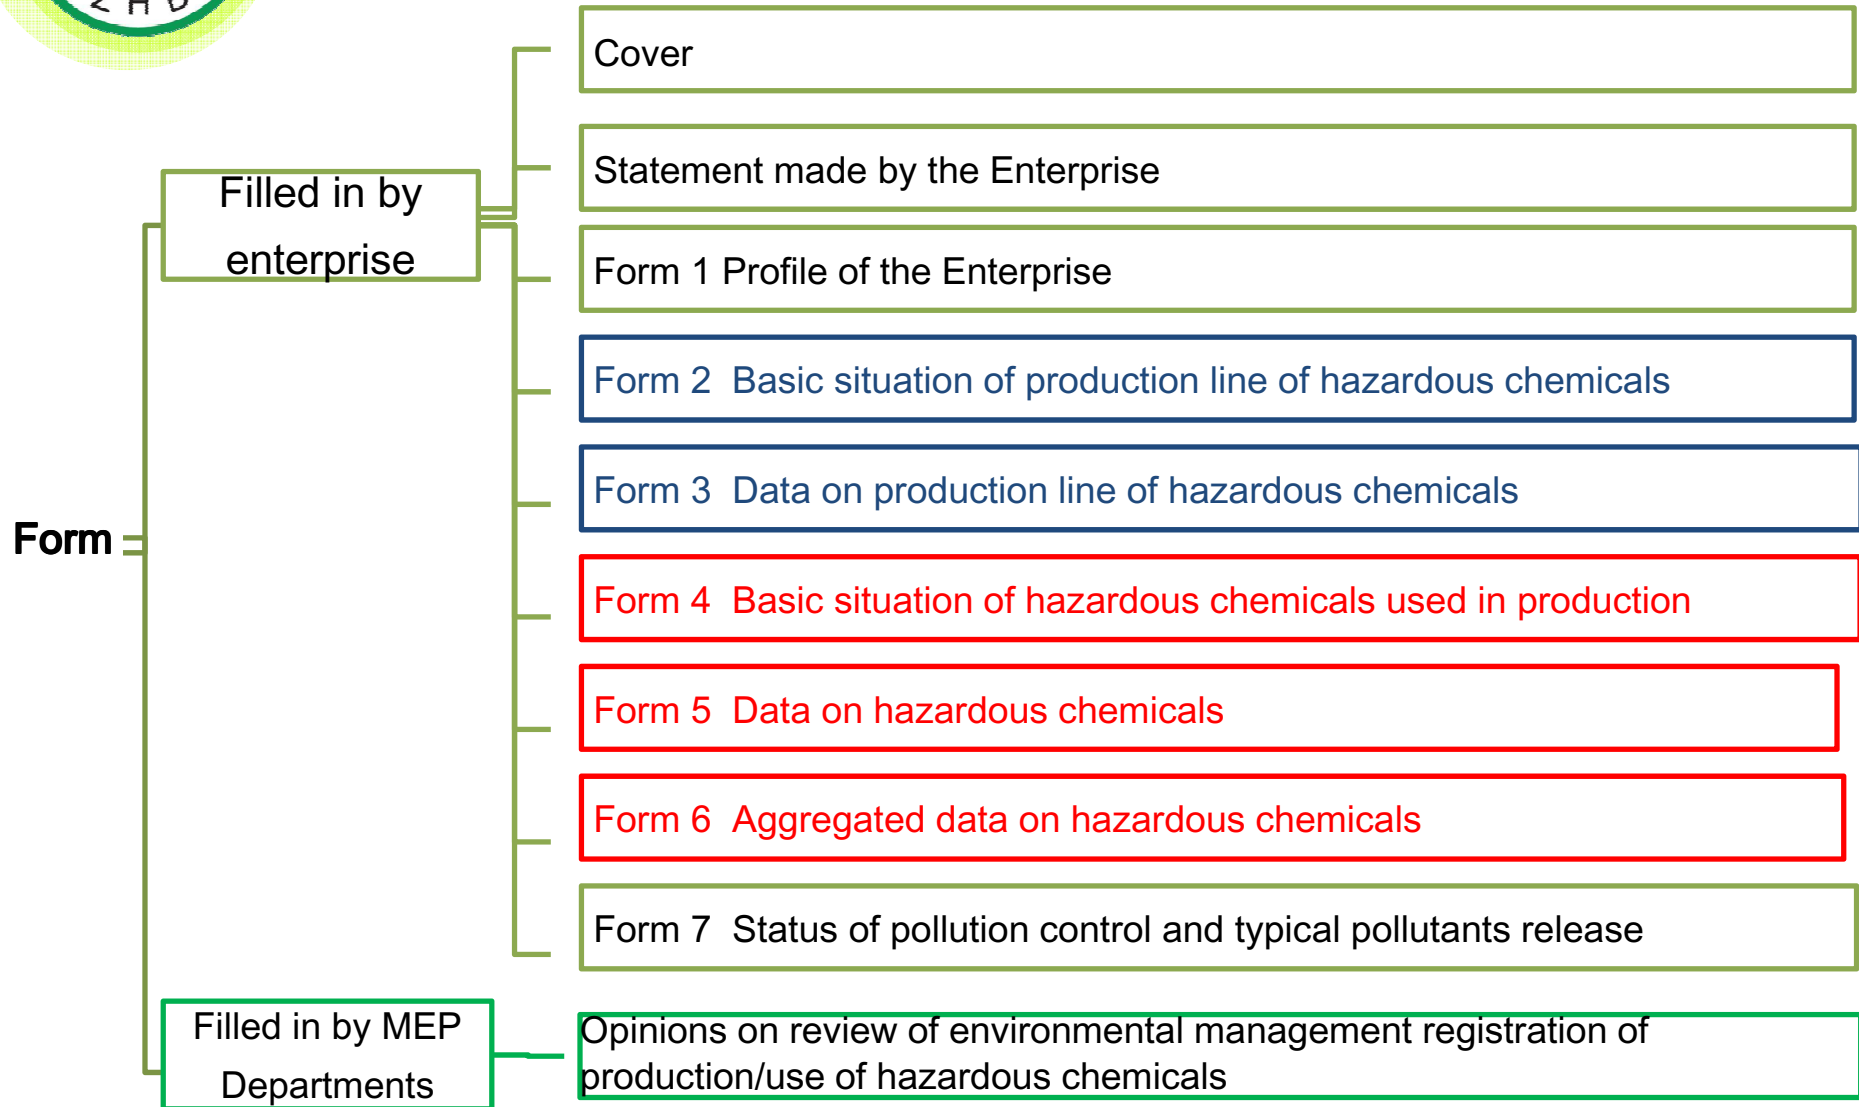 Cover
Statement made by the Enterprise
Filled in by
enterprise
Form 1 Profile of the Enterprise
Form 2 Basic situation of production line of hazardous chemicals
Form 3 Data on production line of hazardous chemicals
Form
Form 4 Basic situation of hazardous chemicals used in production
Form 5 Data on hazardous chemicals
Form 6 Aggregated data on hazardous chemicals
Form 7 Status of pollution control and typical pollutants release
Filled in by MEP
Departments
Opinions on review of environmental management registration of
production/use of hazardous chemicals